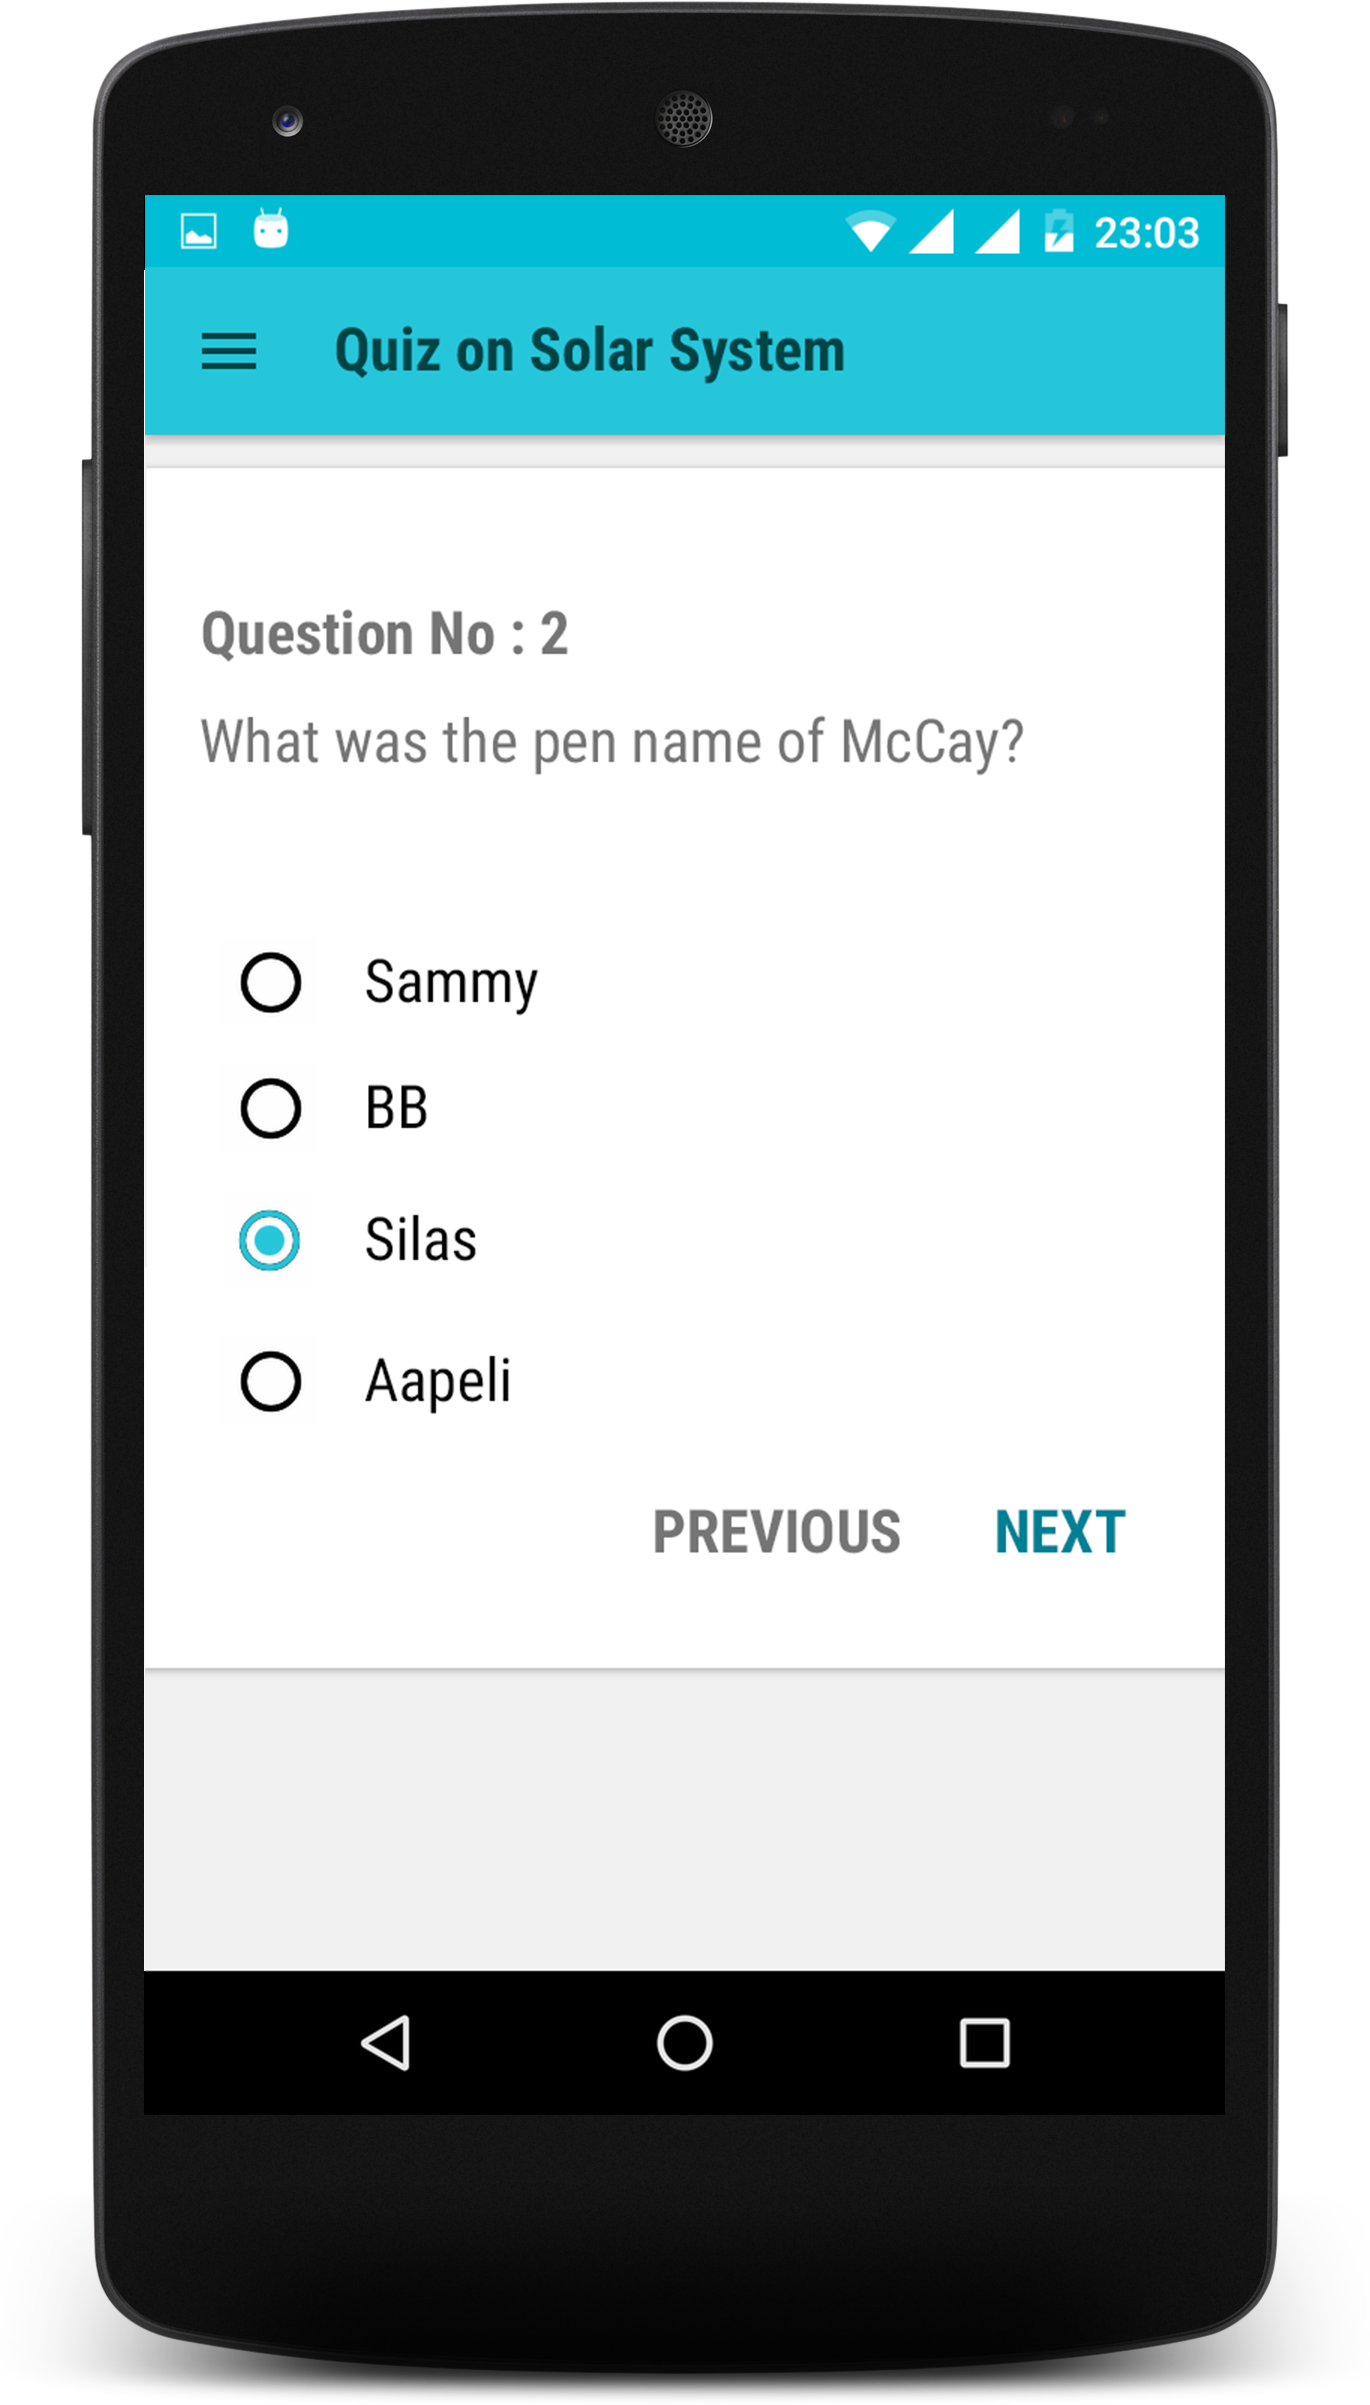 23:03
Quiz on Solar System
Question No : 2
What was the pen name of McCay?
Sammy
BB
Silas
Aapeli
PREVIOUS NEXT